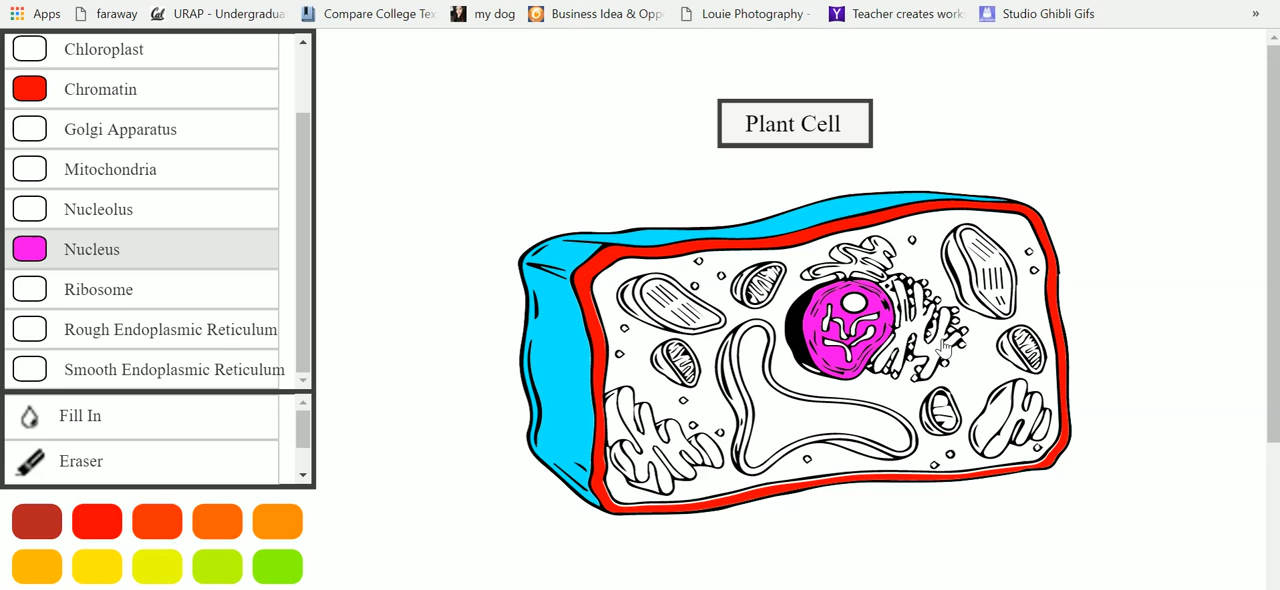 Apps faraway URAP - Undergradua Compare College Tex my dog Business Idea & Oppo Louie Photography - Teacher creates work Studio Ghibli Gifs »
Chloroplast
Chromatin
Golgi Apparatus
Mitochondria
Nucleolus
Nucleus
Ribosome
Rough Endoplasmic Reticulum
Smooth Endoplasmic Reticulum
Fill In
Eraser
Plant Cell